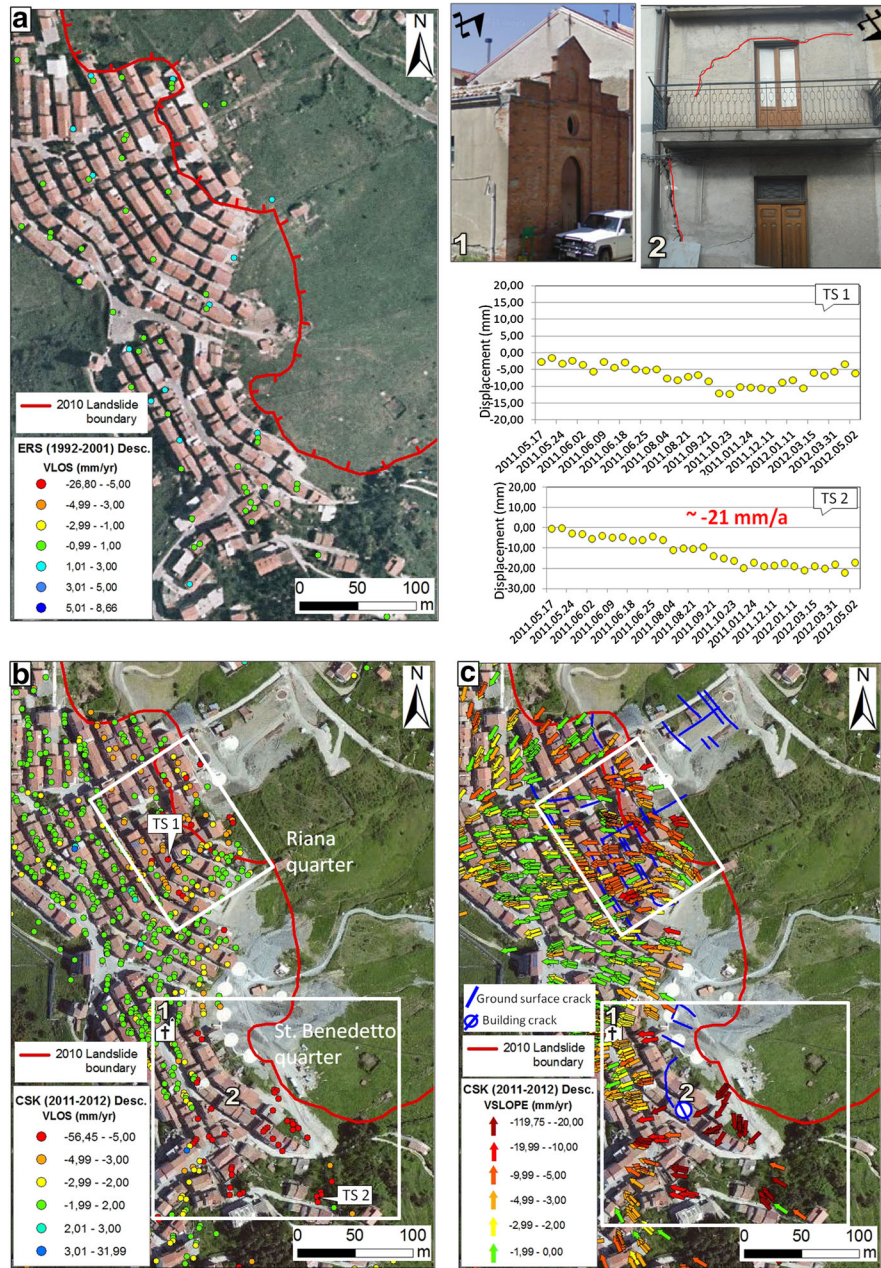 a
N
2010 Landslide
boundary
ERS (1992-2001) Desc.
VLOS (mm/yr)
-26,80 - -5,00
-4,99 - -3,00
-2,99 - -1,00
-0,99 - 1,00
1,01 - 3,00
3,01 - 5,00
5,01 - 8,66
0 50 100
m
1
N
2
N
Displacement (mm)
20,00
15,00
10,00
5,00
0,00
-5,00
-10,00
-15,00
-20,00
TS 1
2011.05.17
2011.05.24
2011.06.02
2011.06.09
2011.06.18
2011.06.25
2011.08.04
2011.08.21
2011.09.21
2011.10.23
2011.11.24
2011.12.11
2012.01.11
2012.03.15
2012.03.31
2012.05.02
Displacement (mm)
20,00
10,00
0,00
-10,00
-20,00
-30,00
TS 2
~ -21 mm/a
2011.05.17
2011.05.24
2011.06.02
2011.06.09
2011.06.18
2011.06.25
2011.08.04
2011.08.21
2011.09.21
2011.10.23
2011.11.24
2011.12.11
2012.01.11
2012.03.15
2012.03.31
2012.05.02
b
N
TS 1
Riana
quarter
1
St. Benedetto
quarter
2
TS 2
2010 Landslide
boundary
CSK (2011-2012) Desc.
VLOS (mm/yr)
-56,45 - -5,00
-4,99 - -3,00
-2,99 - -2,00
-1,99 - 2,00
2,01 - 3,00
3,01 - 31,99
0 50 100
m
c
N
Ground surface crack
Building crack
1
2
2010 Landslide
boundary
CSK (2011-2012) Desc.
VSLOPE (mm/yr)
-119,75 - -20,00
-19,99 - -10,00
-9,99 - -5,00
-4,99 - -3,00
-2,99 - -2,00
-1,99 - 0,00
0 50 100
m